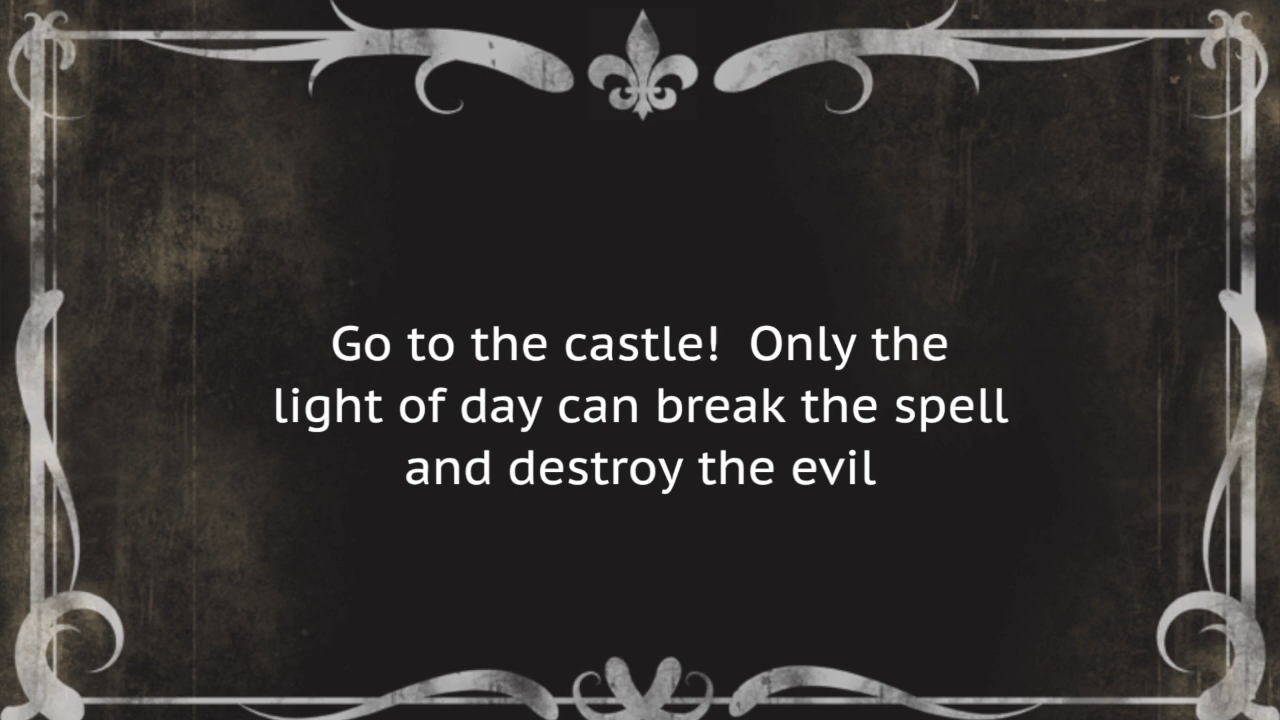 Go to the castle!  Only the
light of day can break the spell
and destroy the evil